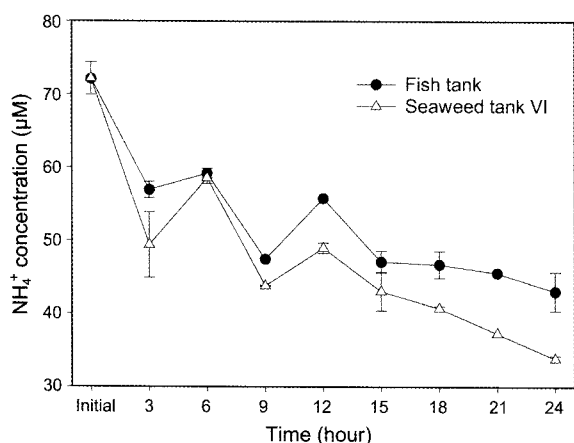 80
70
60
50
40
30
NH₄⁺ concentration (µM)
Fish tank
Seaweed tank VI
Initial 3 6 9 12 15 18 21 24
Time (hour)